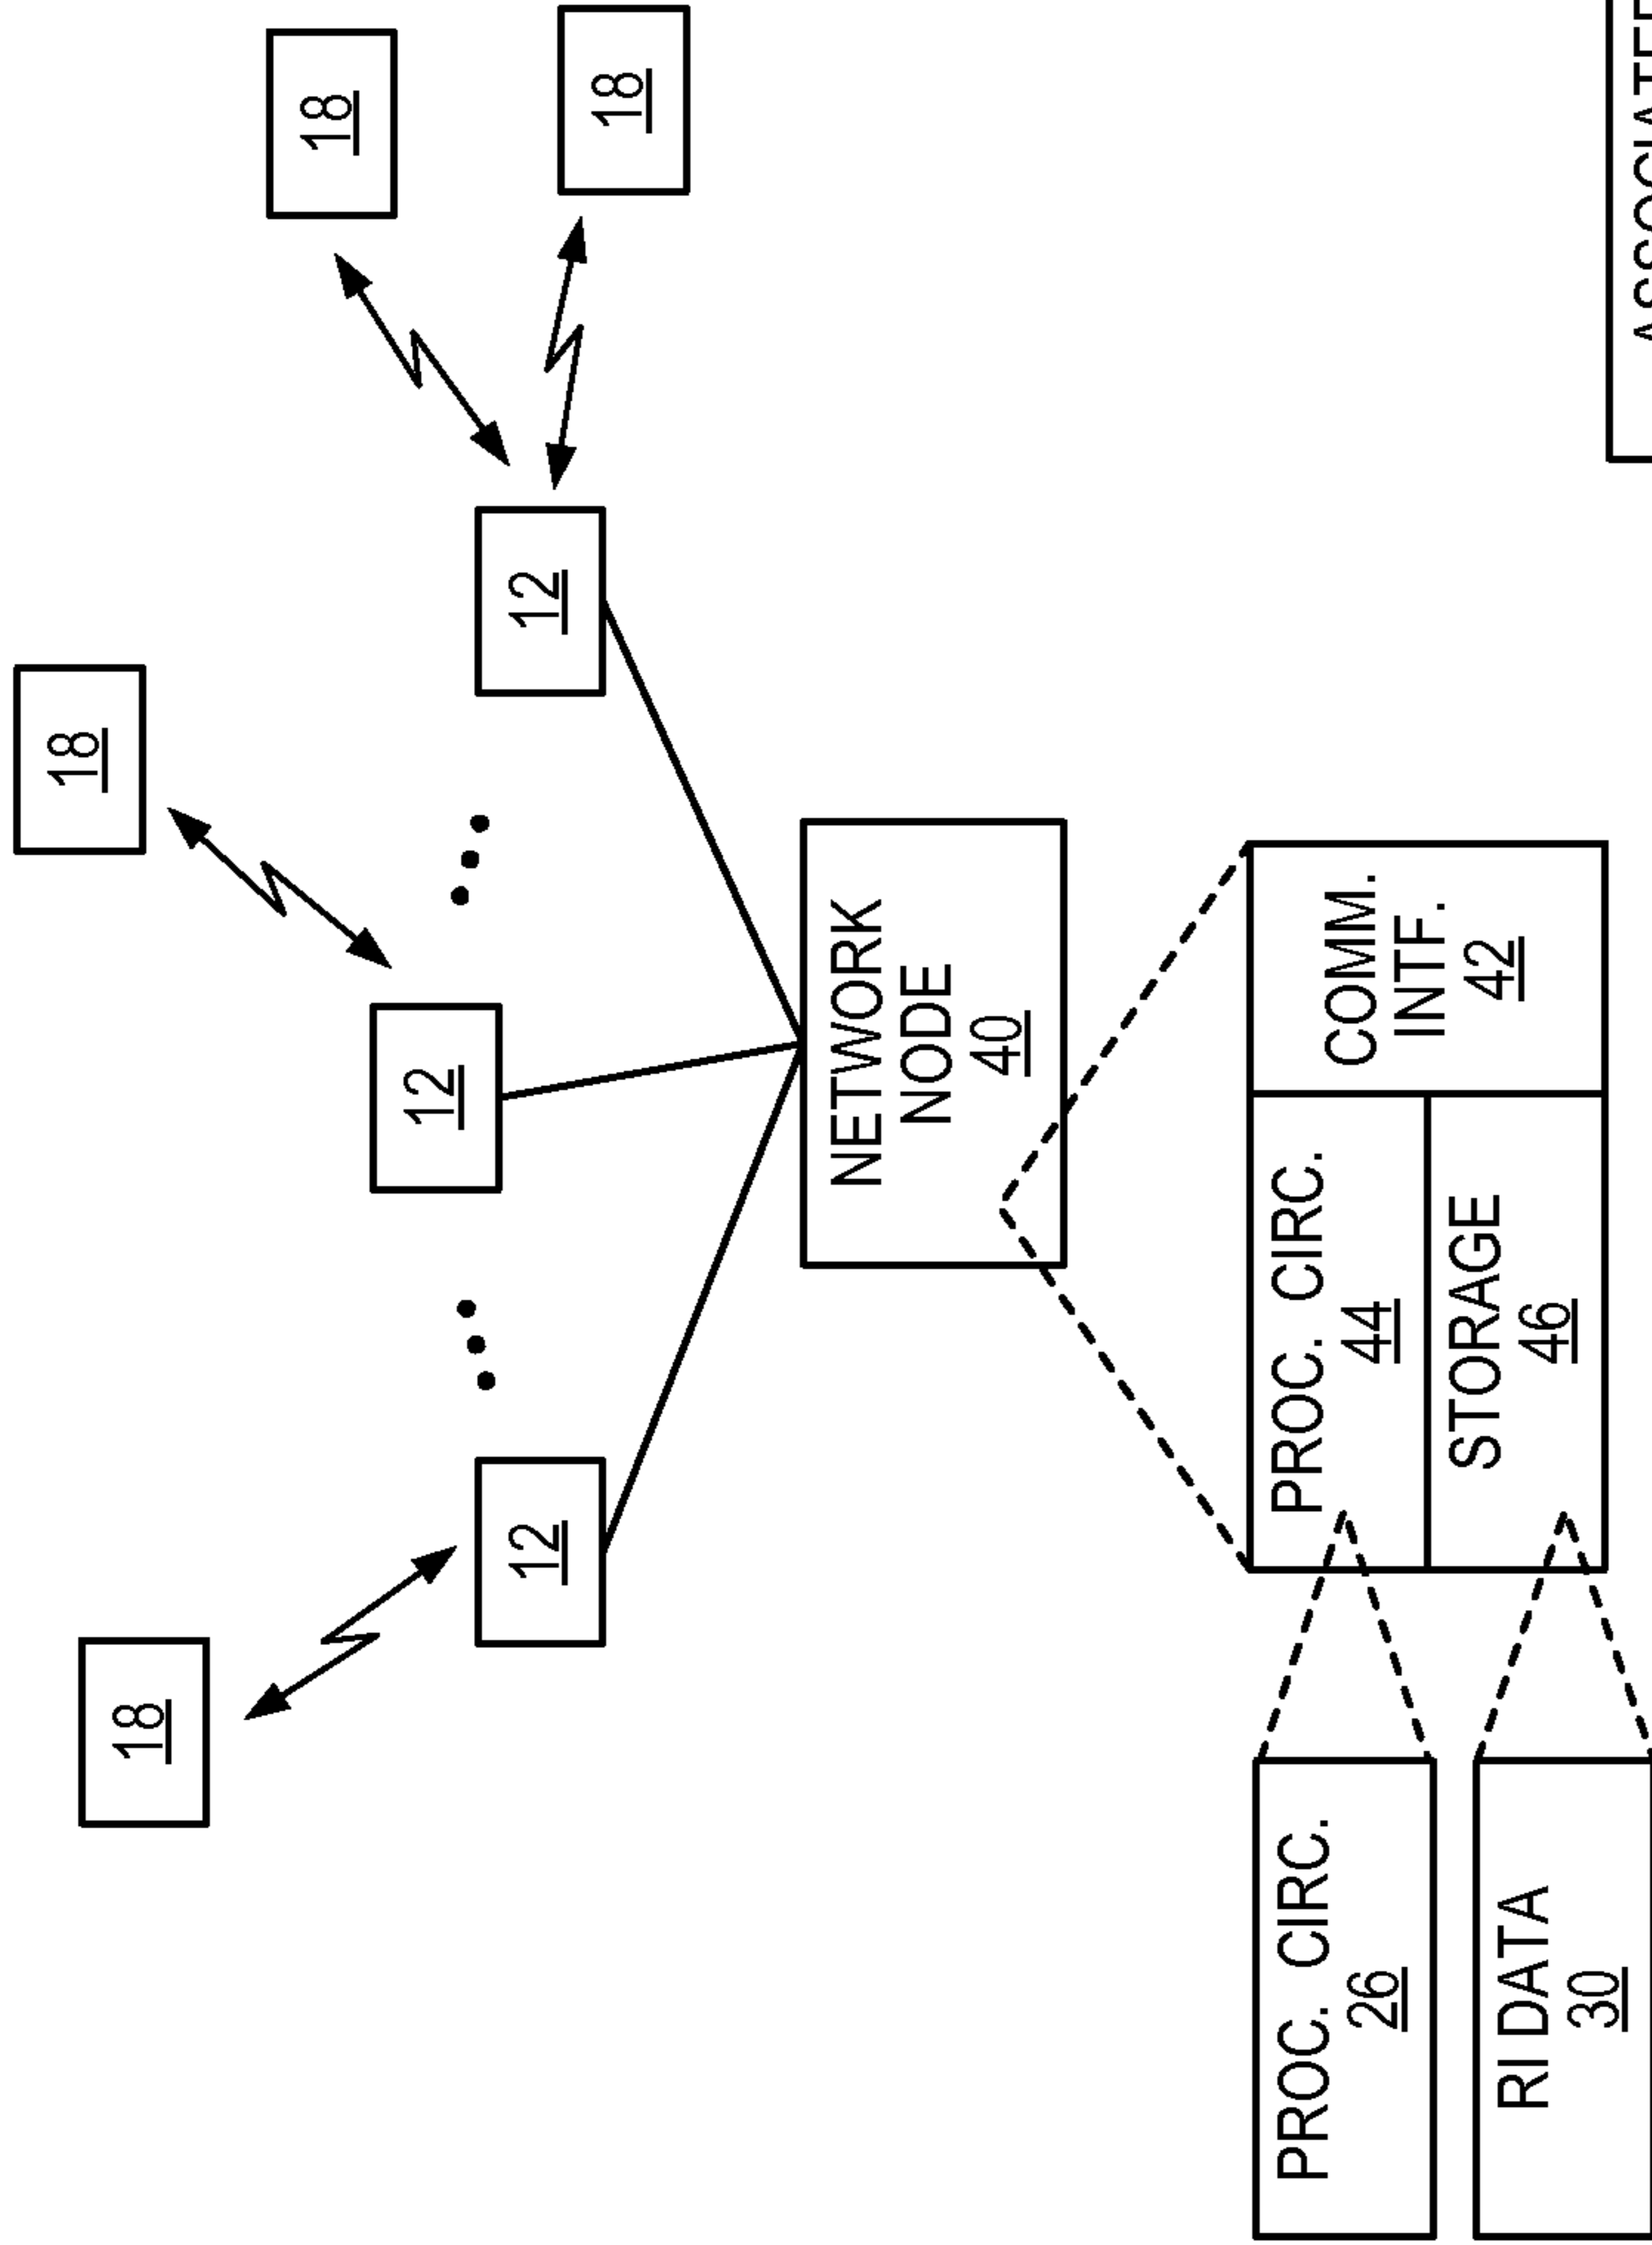 18
18
18
18
12
12
12
NETWORK
NODE
40
PROC. CIRC.
26
PROC. CIRC.
44
COMM.
INTF.
42
RI DATA
30
STORAGE
46